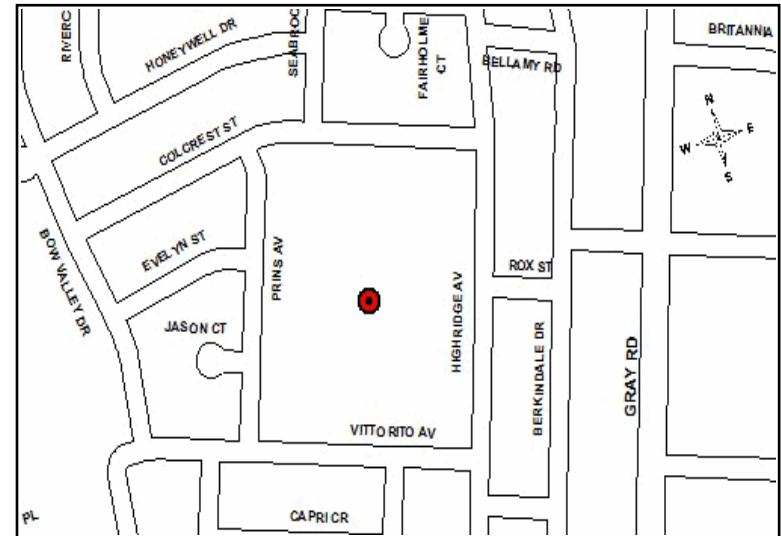 RIVERC
HONEYWELL DR
SEABROO
FAIRHOLME
CT
BELLAMY RD
BRITANNIA
N
W
E
S
COLCREST ST
EVELYN ST
BOW VALLEY DR
PRINS AV
HIGHRIDGE AV
ROX ST
JASON CT
BERKINDALE DR
GRAY RD
VITTORITO AV
CAPRI CR
PL